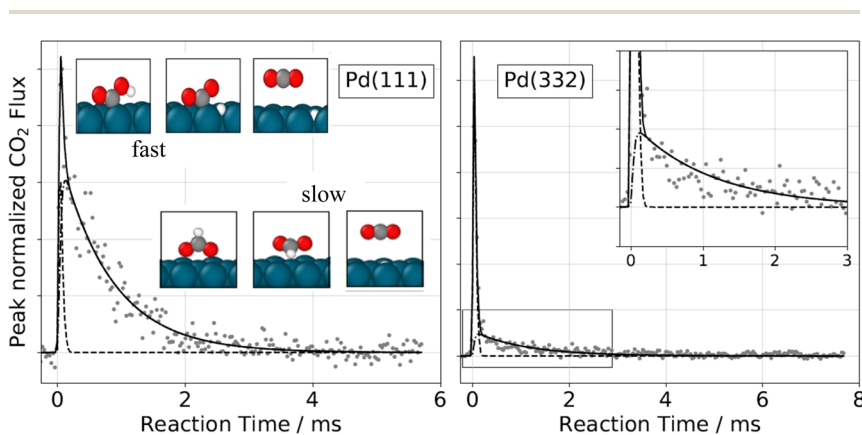 Peak normalized CO₂ Flux
Pd(111)
fast
slow
0 2 4 6
Reaction Time / ms
Pd(332)
0 1 2 3
0 2 4 6 8
Reaction Time / ms